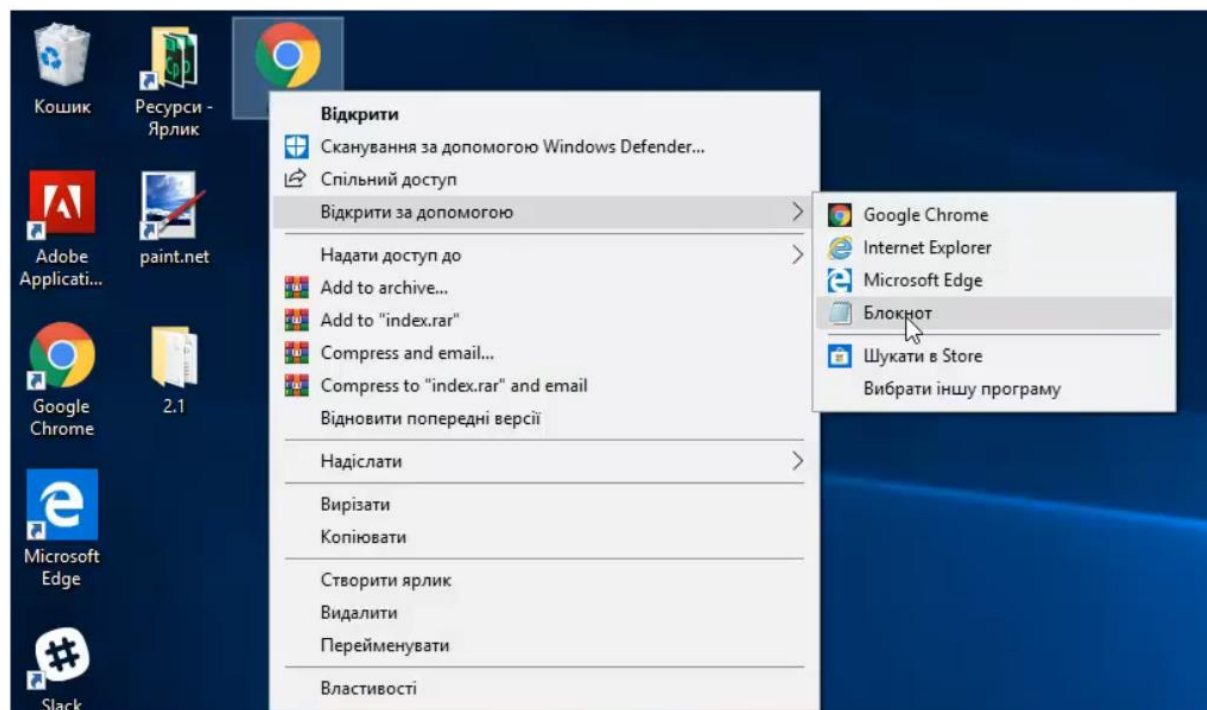 Кошик
Ресурси -
Ярлик
Adobe
Applicati...
paint.net
Google
Chrome
2.1
Microsoft
Edge
Slack
Відкрити
Сканування за допомогою Windows Defender...
Спільний доступ
Відкрити за допомогою
Надати доступ до
Add to archive...
Add to "index.rar"
Compress and email...
Compress to "index.rar" and email
Відновити попередні версії
Надіслати
Вирізати
Копіювати
Створити ярлик
Видалити
Перейменувати
Властивості
Google Chrome
Internet Explorer
Microsoft Edge
Блокнот
Шукати в Store
Вибрати іншу програму